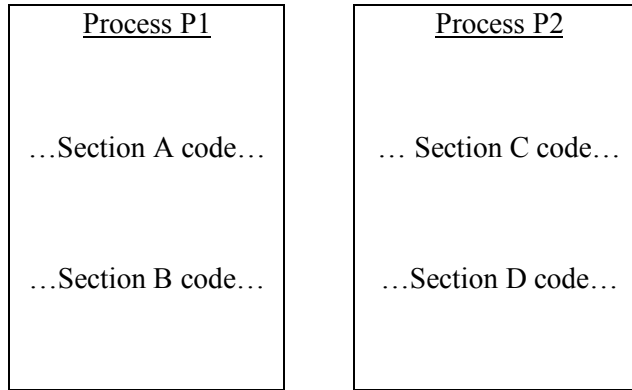 Process P1
…Section A code…
…Section B code…
Process P2
… Section C code…
…Section D code…